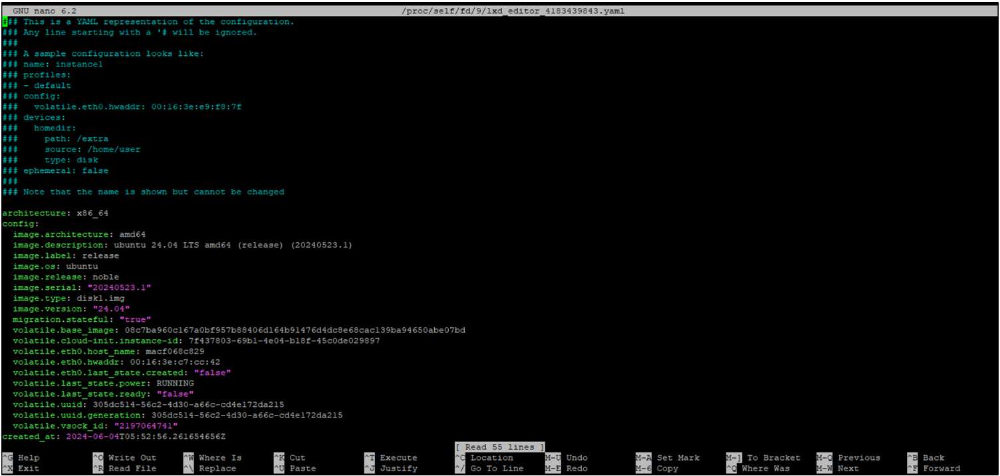 GNU nano 6.2 /proc/self/fd/9/lxd_editor_4183439843.yaml
### This is a YAML representation of the configuration.
### Any line starting with a '# will be ignored.
###
### A sample configuration looks like:
### name: instance1
### profiles:
### - default
### config:
###   volatile.eth0.hwaddr: 00:16:3e:e9:f8:7f
### devices:
###   homedir:
###     path: /extra
###     source: /home/user
###     type: disk
### ephemeral: false
###
### Note that the name is shown but cannot be changed
architecture: x86_64
config:
  image.architecture: amd64
  image.description: ubuntu 24.04 LTS amd64 (release) (20240523.1)
  image.label: release
  image.os: ubuntu
  image.release: noble
  image.serial: "20240523.1"
  image.type: disk1.img
  image.version: "24.04"
  migration.stateful: "true"
  volatile.base_image: 08c7ba960c167a0bf957b88406d164b91476d4dc8e68cac139ba94650abe07bd
  volatile.cloud-init.instance-id: 7f437803-69b1-4e04-b18f-45c0de029897
  volatile.eth0.host_name: macf068c829
  volatile.eth0.hwaddr: 00:16:3e:c7:cc:42
  volatile.eth0.last_state.created: "false"
  volatile.last_state.power: RUNNING
  volatile.last_state.ready: "false"
  volatile.uuid: 305dc514-56c2-4d30-a66c-cd4e172da215
  volatile.uuid.generation: 305dc514-56c2-4d30-a66c-cd4e172da215
  volatile.vsock_id: "2197064741"
created_at: 2024-06-04T05:52:56.261654656Z
[ Read 55 lines ]
^G Help ^O Write Out ^W Where Is ^K Cut ^T Execute ^C Location M-U Undo M-A Set Mark M-] To Bracket M-Q Previous ^B Back
^X Exit ^R Read File ^\ Replace ^U Paste ^J Justify ^/ Go To Line M-E Redo M-6 Copy ^Q Where Was M-W Next ^F Forward